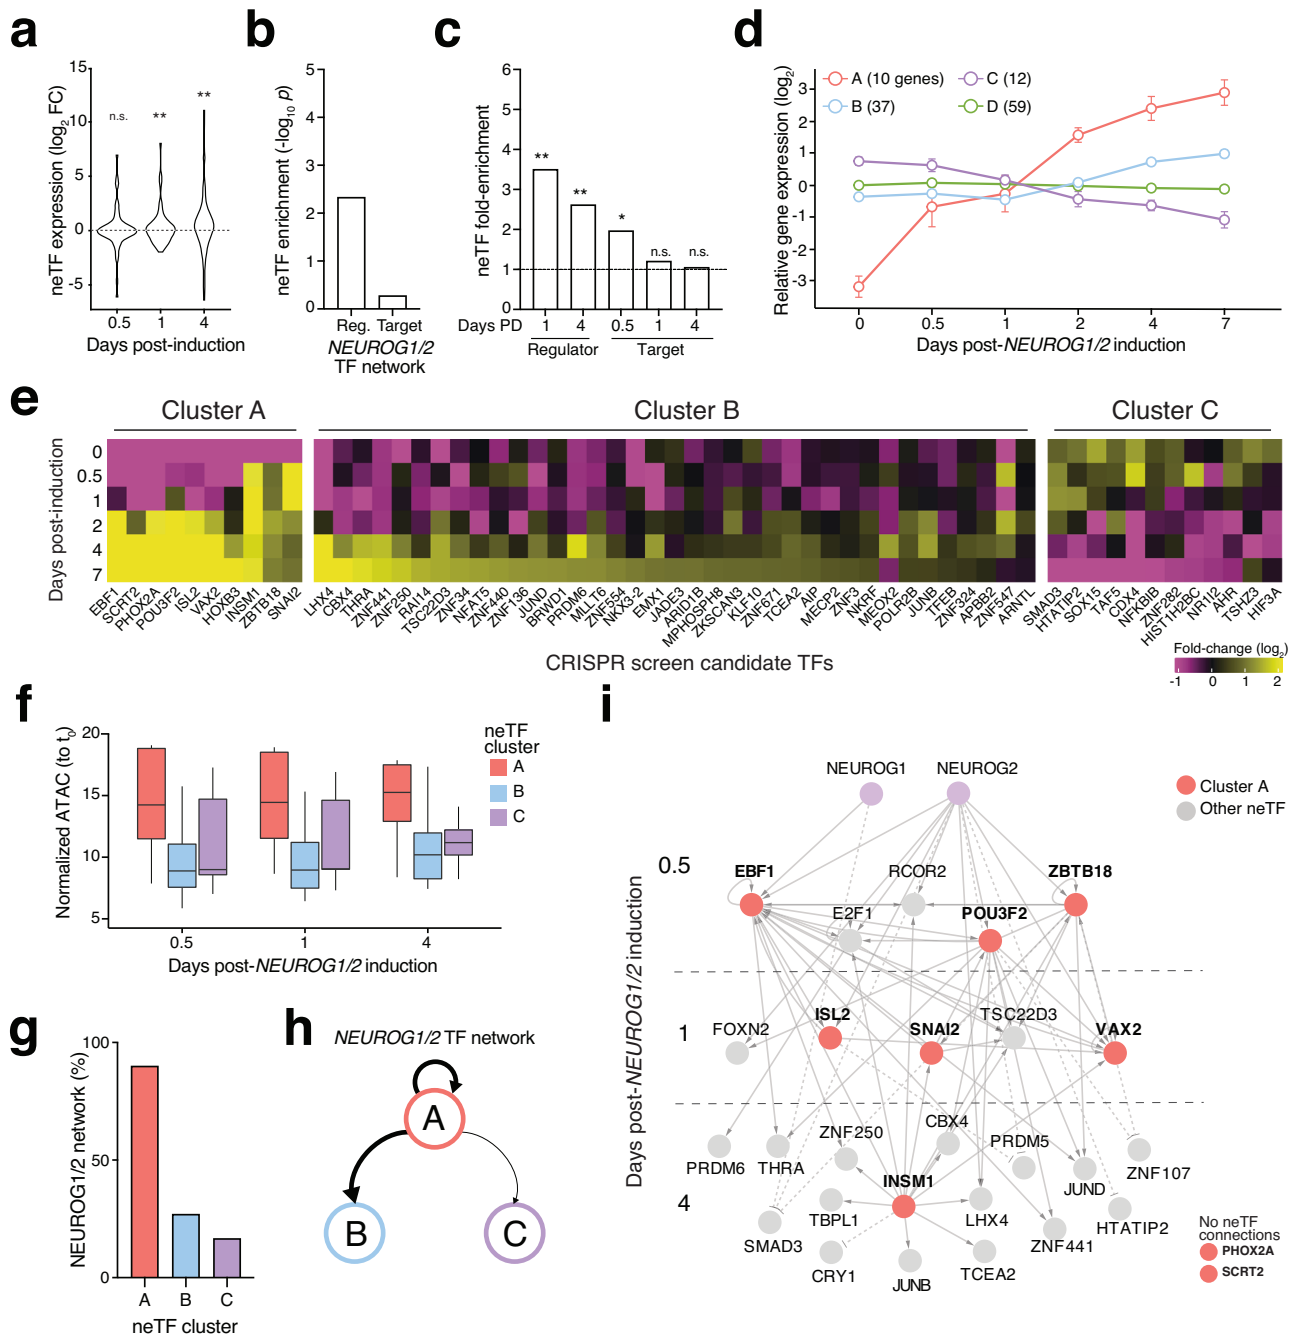 a
neTF expression (log2 FC)
15
10
5
0
-5
n.s.
**
**
0.5
1
4
Days post-induction
b
neTF enrichment (-log10 p)
5
4
3
2
1
0
Reg. Target
NEUROG1/2
TF network
c
neTF fold-enrichment
6
5
4
3
2
1
0
**
**
*
n.s.
n.s.
Days PD
1
4
0.5
1
4
Regulator
Target
d
Relative gene expression (log2)
3
2
1
0
-1
-2
-3
A (10 genes)
B (37)
C (12)
D (59)
0
0.5
1
2
4
7
Days post-NEUROG1/2 induction
e
Cluster A
Cluster B
Cluster C
Days post-induction
0
0.5
1
2
4
7
EBF1
SCRT2
PHOX2A
POU3F2
ISL2
VAX2
HOXB3
INSM1
ZBTB18
SNAI2
LHX4
CBX4
THRA
ZNF441
ZNF250
RAI14
TSC22D3
ZNF34
NFAT5
ZNF440
ZNF136
JUND
BRWD1
PRDM6
MLLT6
ZNF554
NKX3-2
EMX1
JADE3
ARID1B
MPHOSPH8
ZKSCAN3
KLF10
ZNF671
TCEA2
AIP
MECP2
ZNF3
NKRF
MEOX2
POLR2B
JUNB
TFEB
ZNF324
APBB2
ZNF547
ARNTL
SMAD3
HTATIP2
SOX15
TAF5
CDX4
NFKBIB
ZNF282
HIST1H2BC
NR1I2
AHR
TSHZ3
HIF3A
CRISPR screen candidate TFs
Fold-change (log2)
-1
0
1
2
f
Normalized ATAC (to t0)
20
15
10
5
neTF
cluster
A
B
C
0.5
1
4
Days post-NEUROG1/2 induction
g
NEUROG1/2 network (%)
100
50
0
A
B
C
neTF cluster
h
NEUROG1/2 TF network
A
B
C
i
Days post-NEUROG1/2 induction
0.5
1
4
NEUROG1
NEUROG2
Cluster A
Other neTF
EBF1
RCOR2
ZBTB18
E2F1
POU3F2
FOXN2
ISL2
SNAI2
TSC22D3
VAX2
PRDM6
THRA
ZNF250
CBX4
PRDM5
JUND
ZNF107
INSM1
SMAD3
TBPL1
LHX4
ZNF441
HTATIP2
CRY1
JUNB
TCEA2
No neTF
connections
PHOX2A
SCRT2